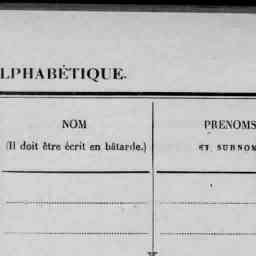 LPHABÉTIQUE.
NOM
(Il doit être écrit en bâtarde.)
PRENOMS
ET SURNOM